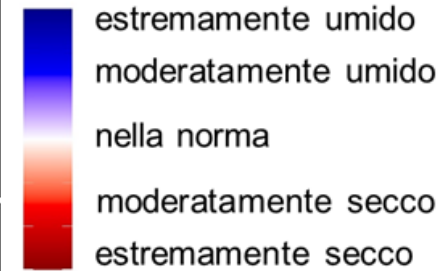 estremamente umido
moderatamente umido
nella norma
moderatamente secco
estremamente secco